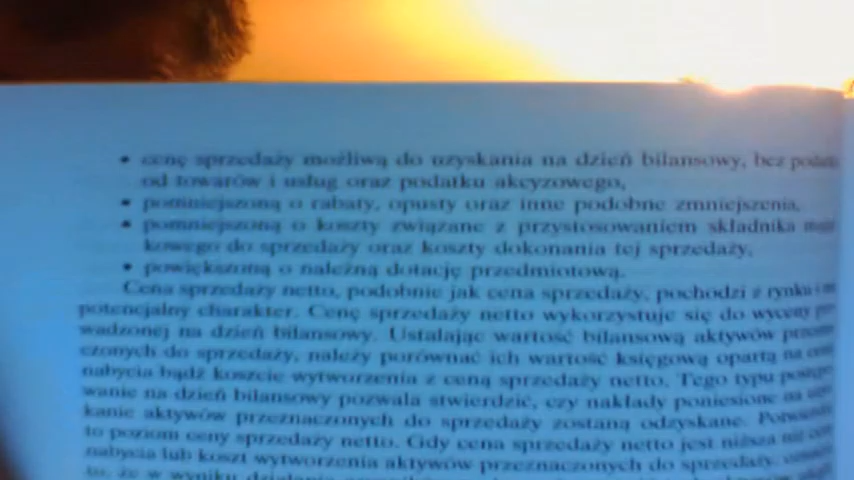 • cenę sprzedaży możliwą do uzyskania na dzień bilansowy, bez
od towarów i usług oraz podatku akcyzowego,
• pomniejszoną o rabaty, opusty oraz inne podobne zmniejszenia,
• pomniejszoną o koszty związane z przystosowaniem składnika
kowego do sprzedaży oraz koszty dokonania tej sprzedaży,
• powiększoną o należną dotację przedmiotową.
Cena sprzedaży netto, podobnie jak cena sprzedaży, pochodzi z rynku i
potencjalny charakter. Cenę sprzedaży netto wykorzystuje się do wyceny
wadzonej na dzień bilansowy. Ustalając wartość bilansową aktywów
czonych do sprzedaży, należy porównać ich wartość księgową opartą na
nabycia bądź koszcie wytworzenia z ceną sprzedaży netto. Tego typu
wanie na dzień bilansowy pozwala stwierdzić, czy nakłady poniesione na
kanie aktywów przeznaczonych do sprzedaży zostaną odzyskane.
to poziom ceny sprzedaży netto. Gdy cena sprzedaży netto jest niższa niż
nabycia lub koszt wytworzenia aktywów przeznaczonych do sprzedaży,
to, że w wyniku działania